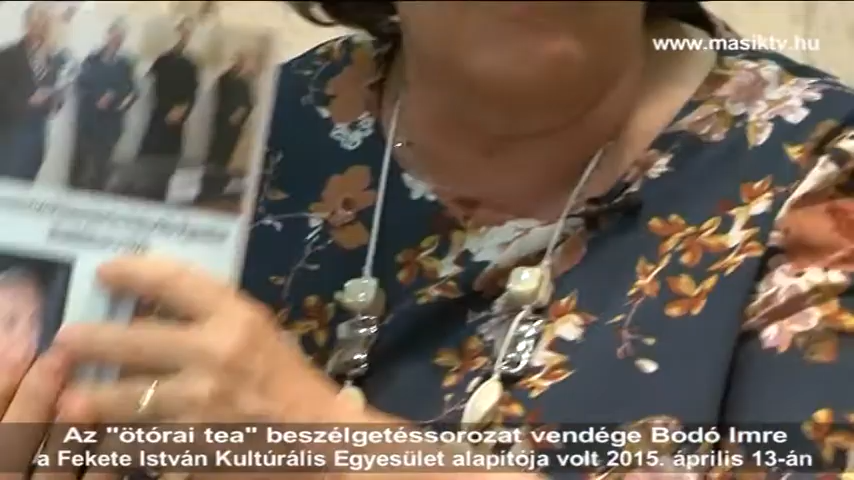 www.masiktv.hu
Az "ötórai tea" beszélgetéssorozat vendége Bodó Imre
a Fekete István Kultúrális Egyesület alapítója volt 2015. április 13-án